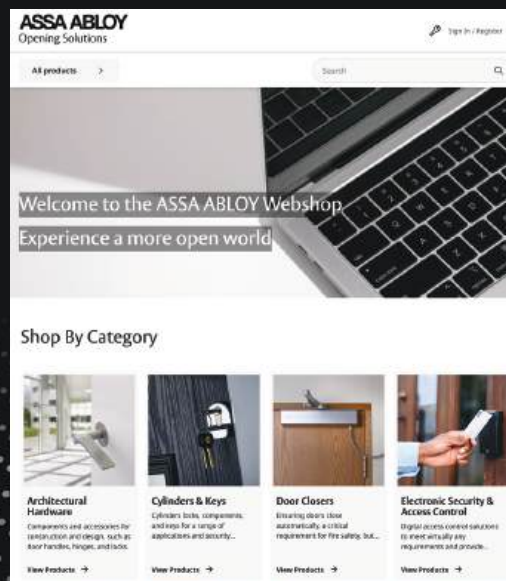 ASSA ABLOY
Opening Solutions
Sign In / Register
All products
Search
Welcome to the ASSA ABLOY Webshop
Experience a more open world
Shop By Category
Architectural
Hardware
Components and accessories for
construction and design, such as
door handles, hinges, and locks.
View Products
Cylinders & Keys
Cylinders locks, components,
and keys for a range of
applications and security...
View Products
Door Closers
Ensuring doors close
automatically, a critical
requirement for fire safety, but...
View Products
Electronic Security &
Access Control
Digital access control solutions
to meet virtually any
requirements and provide...
View Products